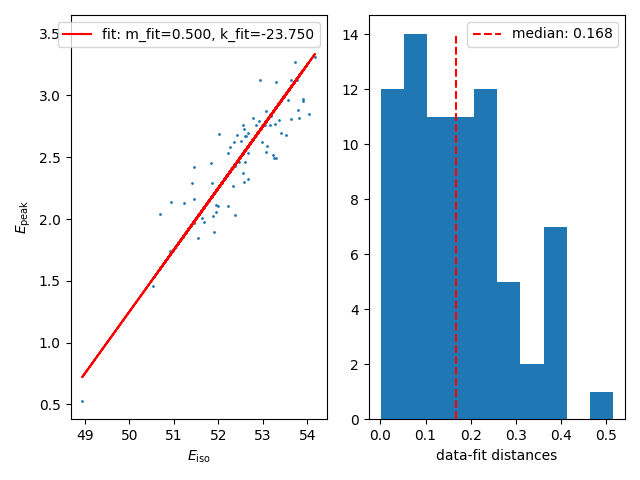 fit: m_fit=0.500, k_fit=-23.750
3.5
3.0
2.5
2.0
1.5
1.0
0.5
E_peak
49 50 51 52 53 54
E_iso
median: 0.168
14
12
10
8
6
4
2
0
0.0 0.1 0.2 0.3 0.4 0.5
data-fit distances